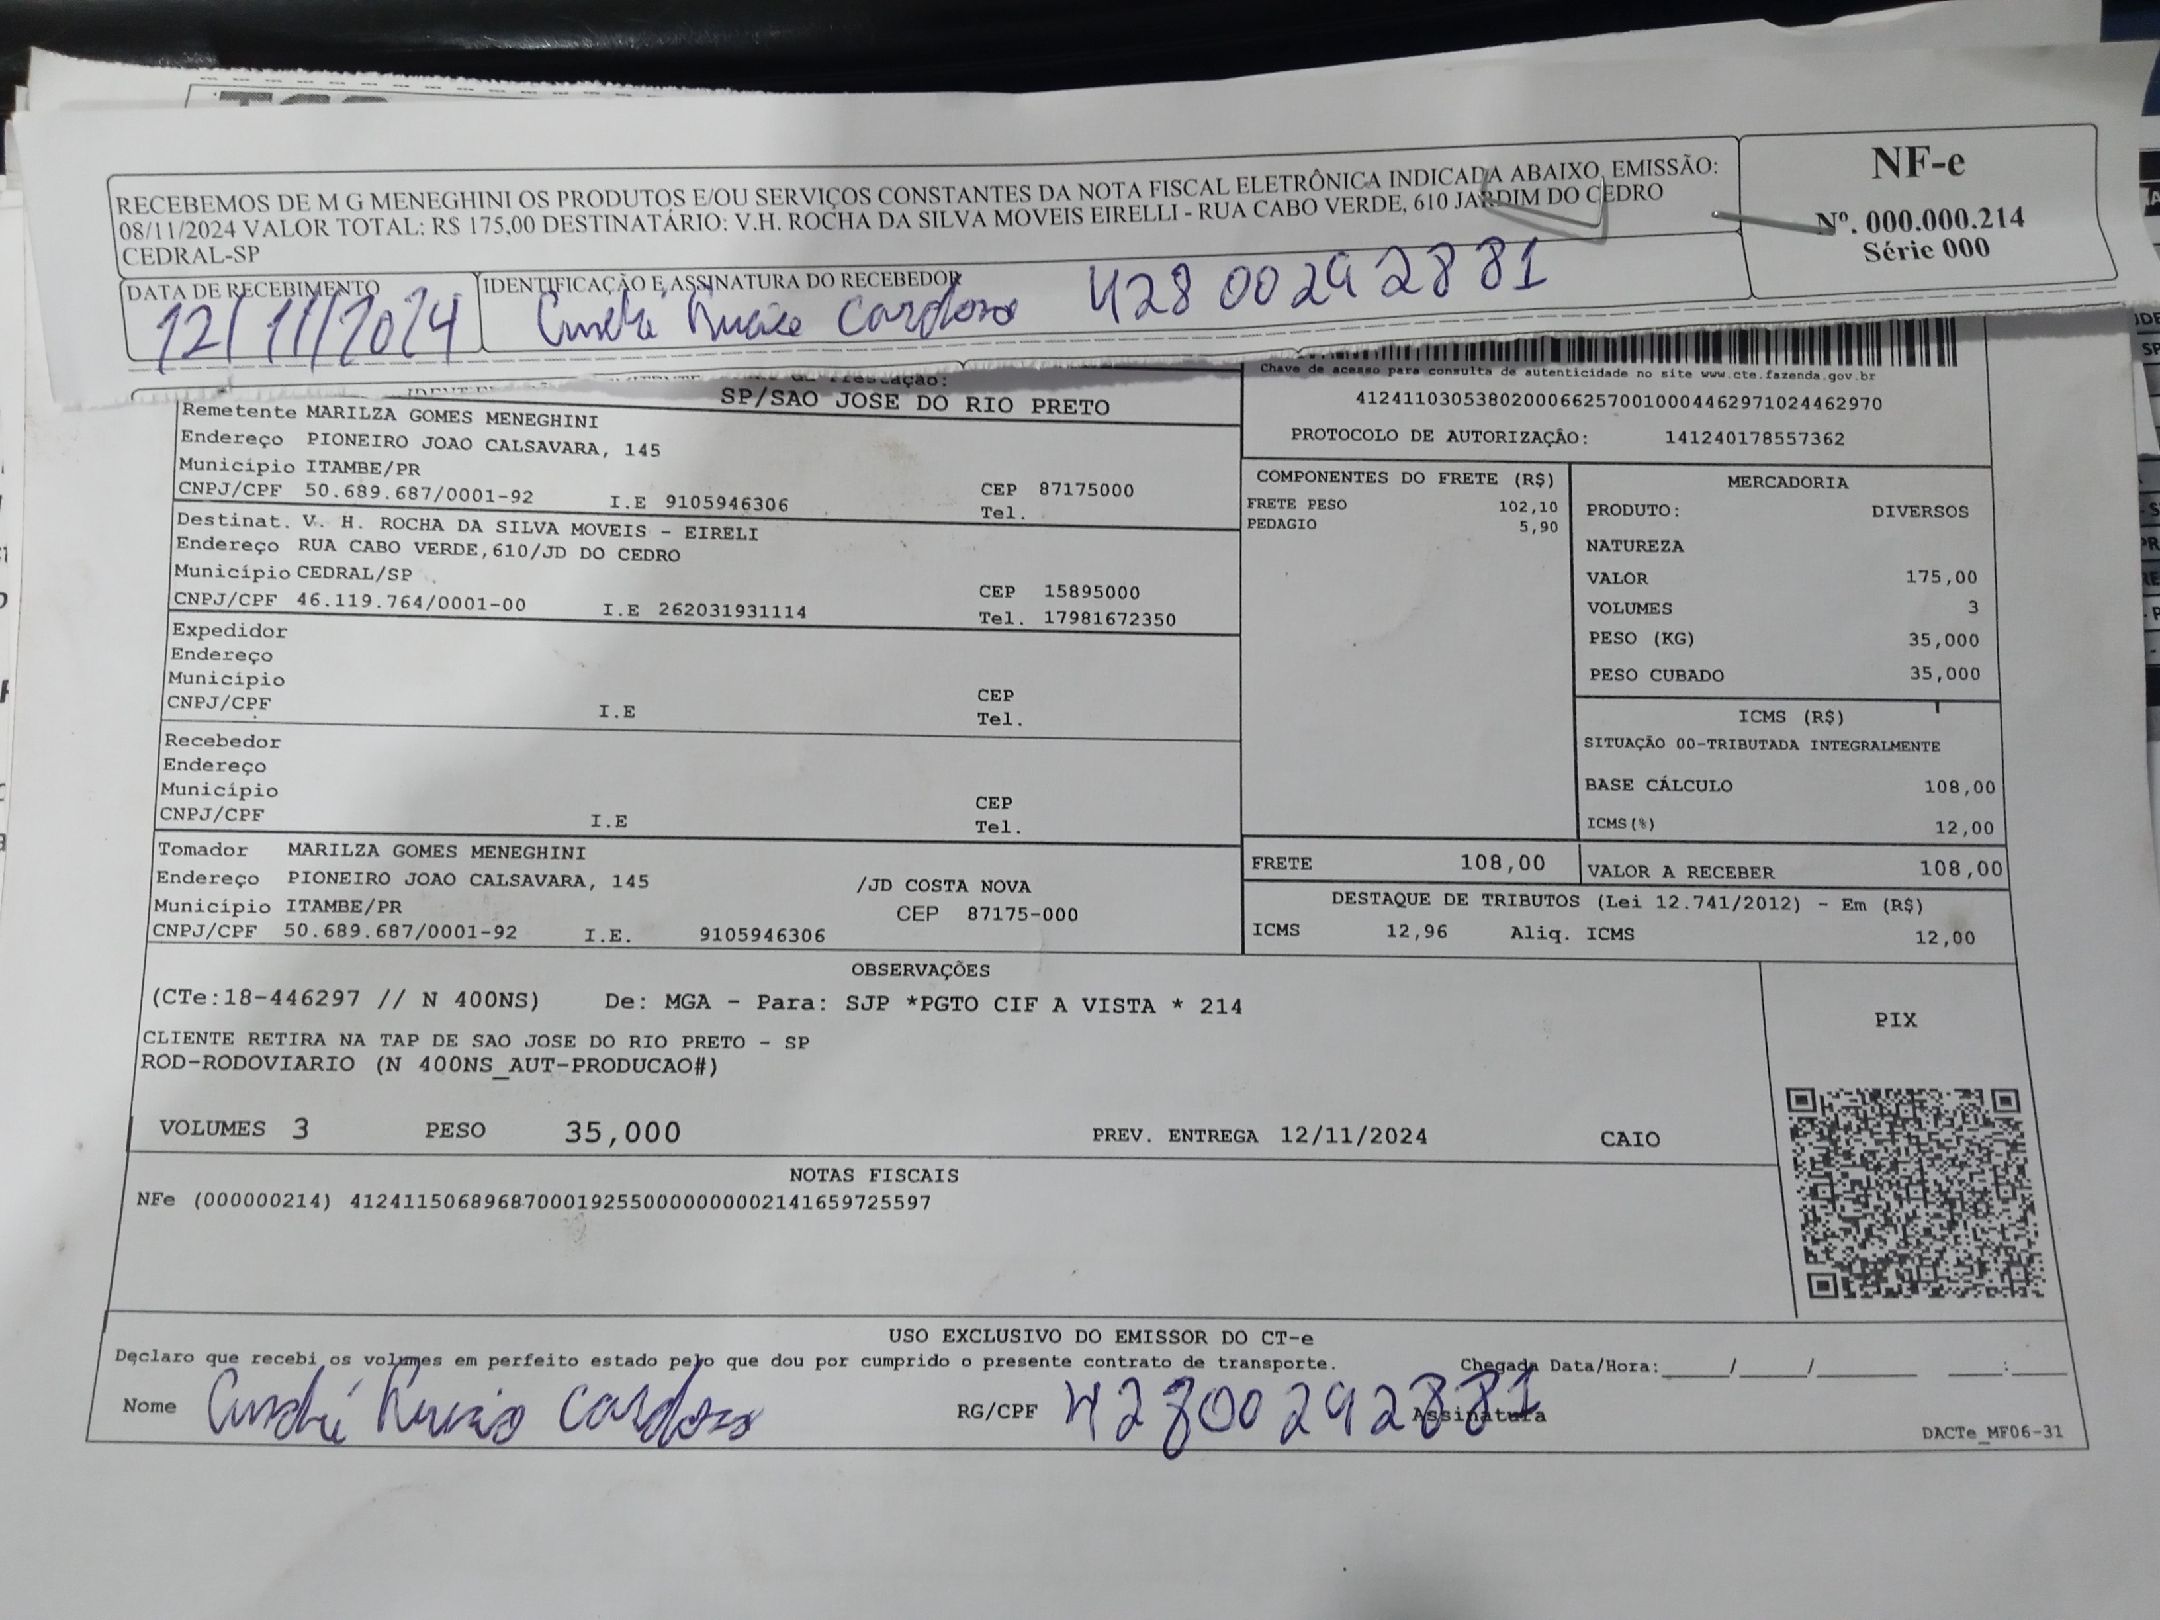 RECEBEMOS DE M G MENEGHINI OS PRODUTOS E/OU SERVIÇOS CONSTANTES DA NOTA FISCAL ELETRÔNICA INDICADA ABAIXO, EMISSÃO:
08/11/2024 VALOR TOTAL: R$ 175,00 DESTINATÁRIO: V.H. ROCHA DA SILVA MOVEIS EIRELLI - RUA CABO VERDE, 610 JARDIM DO CEDRO
CEDRAL-SP
NF-e
Nº. 000.000.214
Série 000
DATA DE RECEBIMENTO
12/11/2024
IDENTIFICAÇÃO E ASSINATURA DO RECEBEDOR
André Cardoso 42800292881
SP/SAO JOSE DO RIO PRETO
Chave de acesso para consulta de autenticidade no site www.cte.fazenda.gov.br
41241103053802000662570010004462971024462970
PROTOCOLO DE AUTORIZAÇÃO: 141240178557362
Remetente MARILZA GOMES MENEGHINI
Endereço PIONEIRO JOAO CALSAVARA, 145
Município ITAMBE/PR
CNPJ/CPF 50.689.687/0001-92 I.E 9105946306
CEP 87175000
Tel.
Destinat. V. H. ROCHA DA SILVA MOVEIS - EIRELI
Endereço RUA CABO VERDE,610/JD DO CEDRO
Município CEDRAL/SP
CNPJ/CPF 46.119.764/0001-00 I.E 262031931114
CEP 15895000
Tel. 17981672350
Expedidor
Endereço
Município
CNPJ/CPF I.E
CEP
Tel.
Recebedor
Endereço
Município
CNPJ/CPF I.E
CEP
Tel.
Tomador MARILZA GOMES MENEGHINI
Endereço PIONEIRO JOAO CALSAVARA, 145 /JD COSTA NOVA
Município ITAMBE/PR CEP 87175-000
CNPJ/CPF 50.689.687/0001-92 I.E. 9105946306
COMPONENTES DO FRETE (R$)
FRETE PESO 102,10
PEDAGIO 5,90
MERCADORIA
PRODUTO: DIVERSOS
NATUREZA
VALOR 175,00
VOLUMES 3
PESO (KG) 35,000
PESO CUBADO 35,000
ICMS (R$)
SITUAÇÃO 00-TRIBUTADA INTEGRALMENTE
BASE CÁLCULO 108,00
ICMS(%) 12,00
FRETE 108,00
VALOR A RECEBER 108,00
DESTAQUE DE TRIBUTOS (Lei 12.741/2012) - Em (R$)
ICMS 12,96 Aliq. ICMS 12,00
OBSERVAÇÕES
(CTe:18-446297 // N 400NS) De: MGA - Para: SJP *PGTO CIF A VISTA * 214
CLIENTE RETIRA NA TAP DE SAO JOSE DO RIO PRETO - SP
ROD-RODOVIARIO (N 400NS_AUT-PRODUCAO#)
PIX
VOLUMES 3 PESO 35,000 PREV. ENTREGA 12/11/2024 CAIO
NOTAS FISCAIS
NFe (000000214) 41241150689687000192550000000002141659725597
USO EXCLUSIVO DO EMISSOR DO CT-e
Declaro que recebi os volumes em perfeito estado pelo que dou por cumprido o presente contrato de transporte.
Chegada Data/Hora:_____/_____/_______ ____:____
Nome André Cardoso RG/CPF 42800292881 Assinatura
DACTe_MF06-31